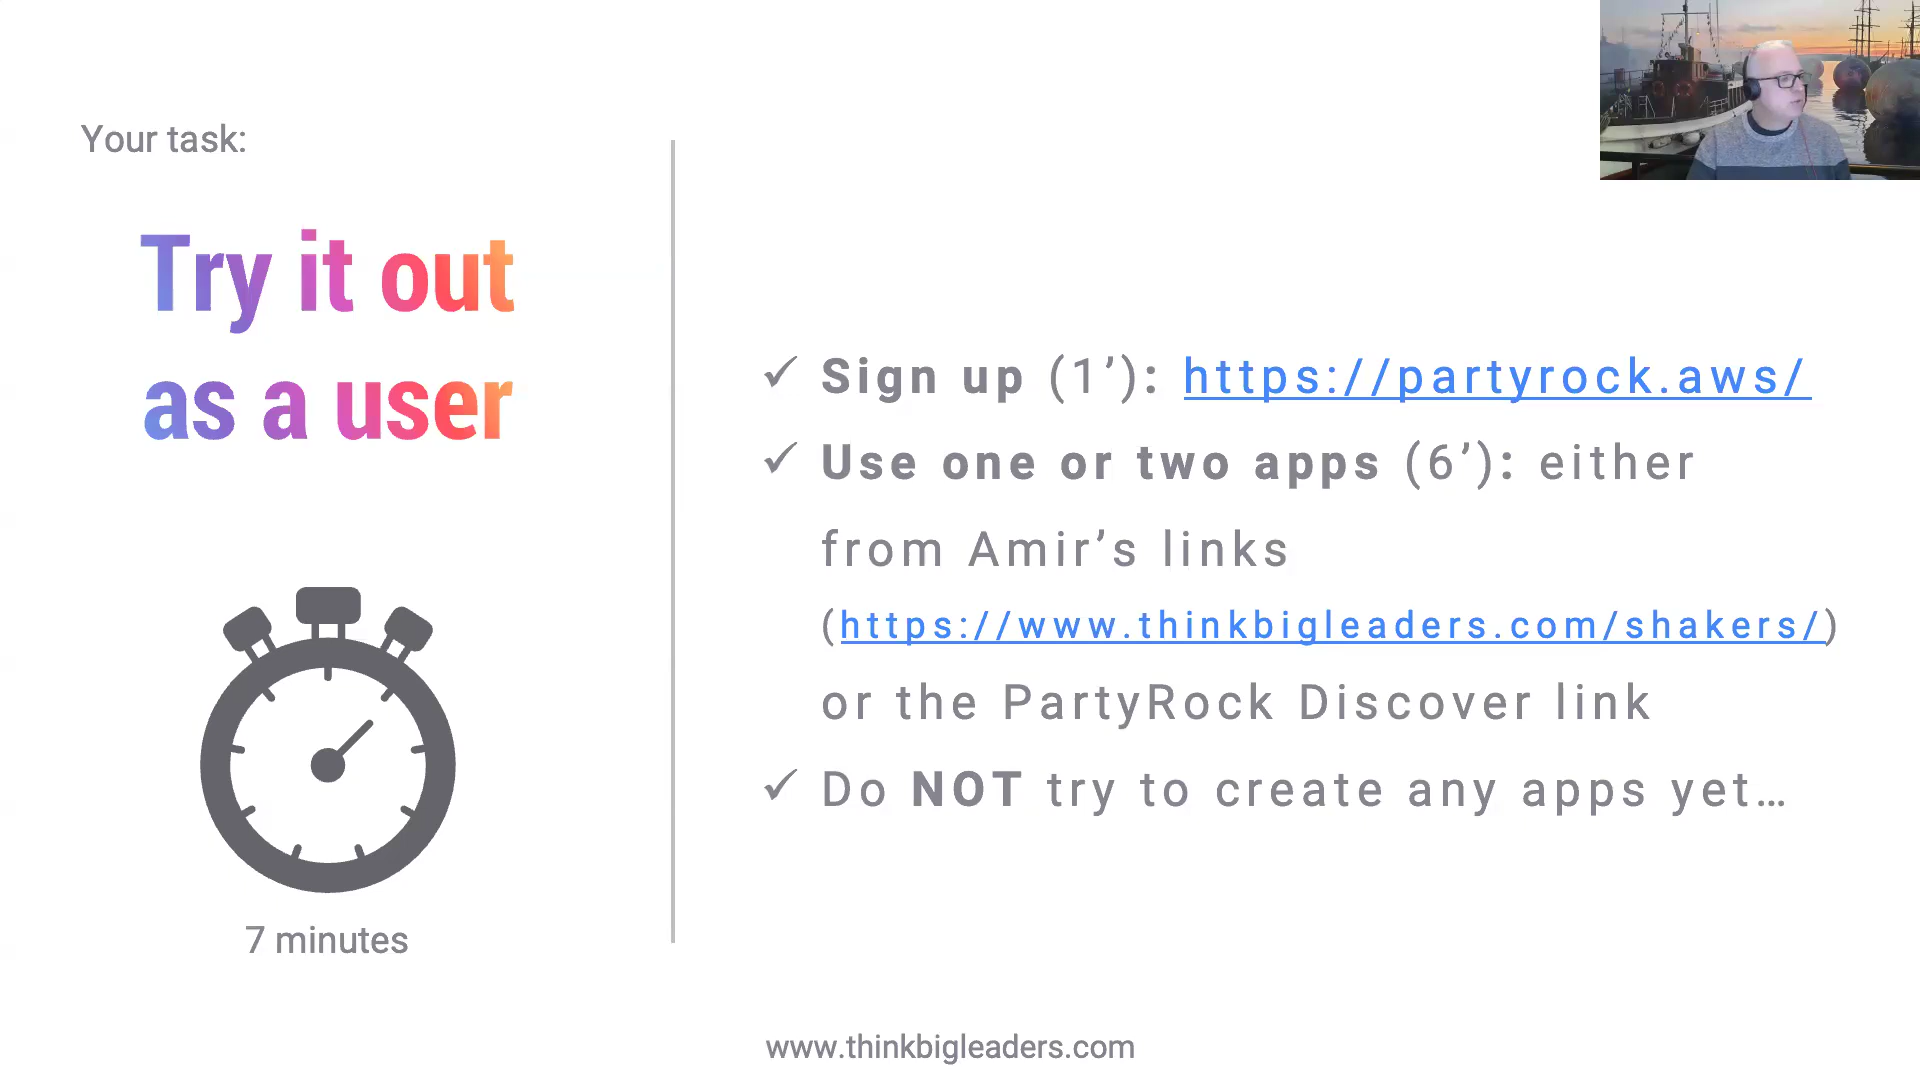 Your task:
Try it out
as a user
7 minutes
✓ Sign up (1’): https://partyrock.aws/
✓ Use one or two apps (6’): either
from Amir’s links
(https://www.thinkbigleaders.com/shakers/)
or the PartyRock Discover link
✓ Do NOT try to create any apps yet…
www.thinkbigleaders.com